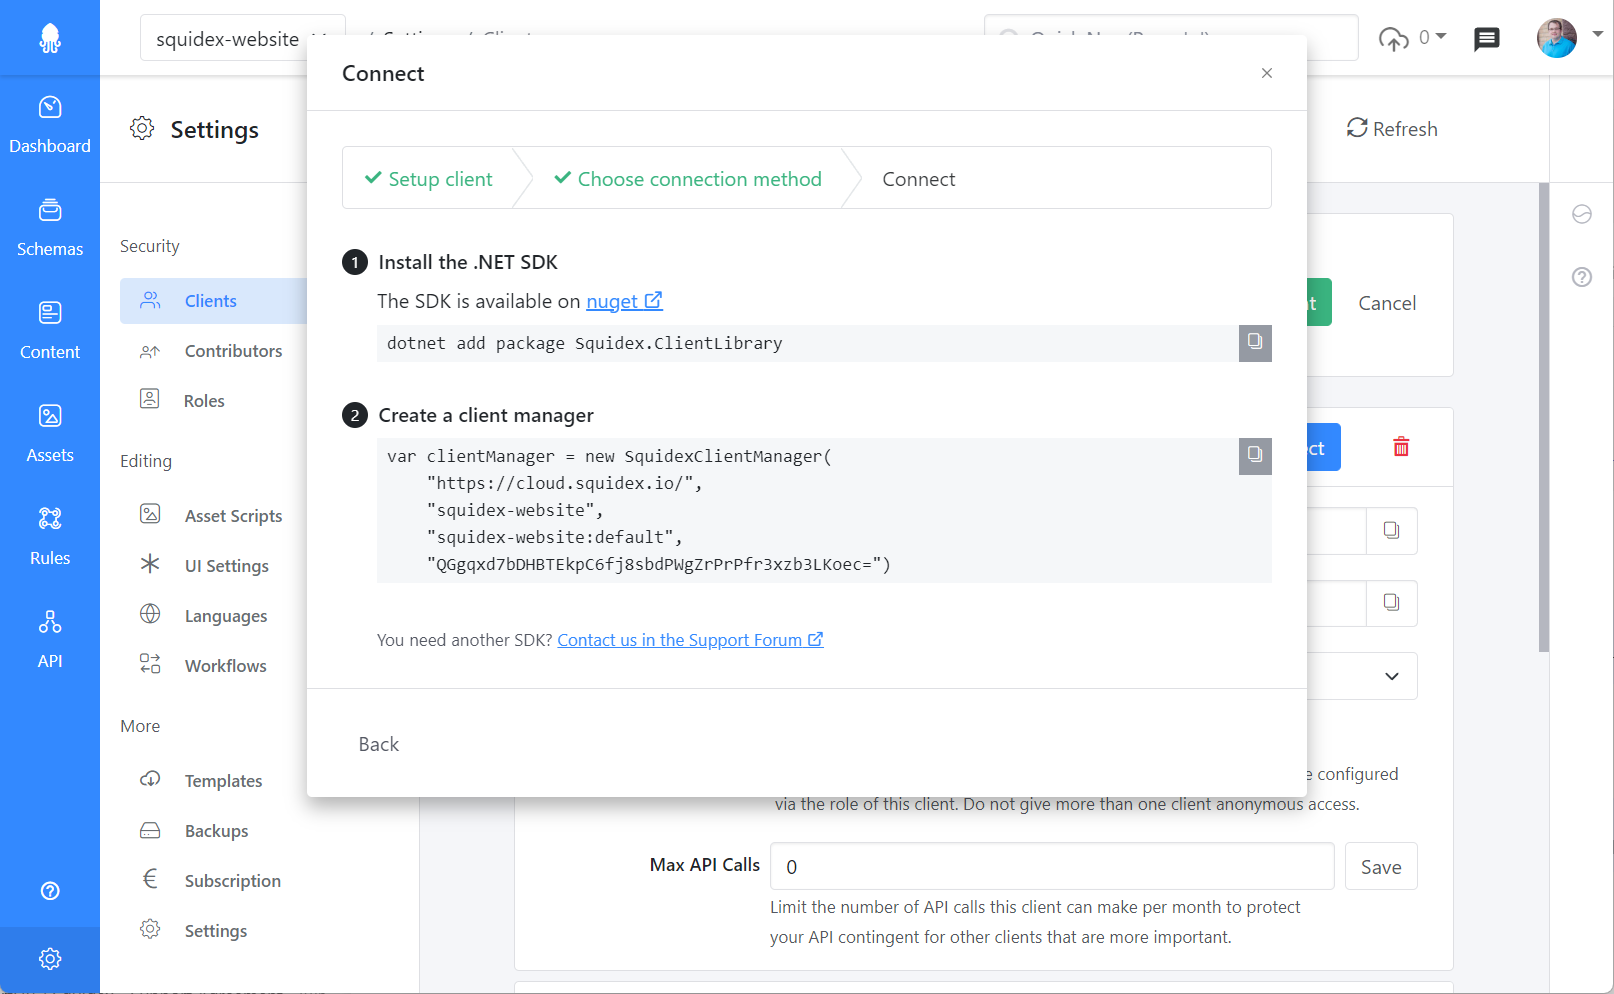 squidex-website
0
Dashboard
Schemas
Content
Assets
Rules
API
Settings
Refresh
Security
Clients
Contributors
Roles
Editing
Asset Scripts
UI Settings
Languages
Workflows
More
Templates
Backups
Subscription
Settings
Connect
×
Setup client
Choose connection method
Connect
1 Install the .NET SDK
The SDK is available on nuget
dotnet add package Squidex.ClientLibrary
2 Create a client manager
var clientManager = new SquidexClientManager(
"https://cloud.squidex.io/",
"squidex-website",
"squidex-website:default",
"QGgqxd7bDHBTEkpC6fj8sbdPWgZrPrPfr3xzb3LKoec=")
You need another SDK? Contact us in the Support Forum
Back
Cancel
configured
via the role of this client. Do not give more than one client anonymous access.
Max API Calls
0
Save
Limit the number of API calls this client can make per month to protect
your API contingent for other clients that are more important.